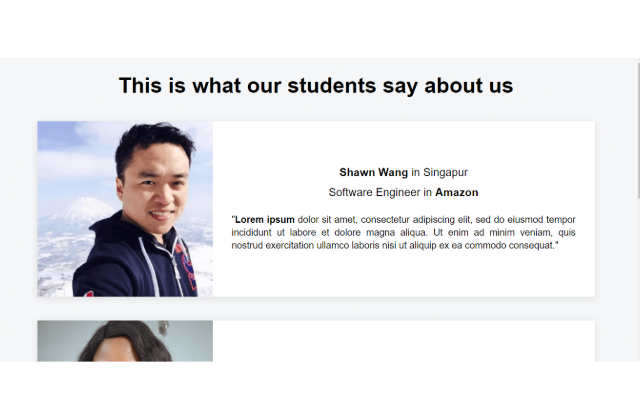 This is what our students say about us
Shawn Wang in Singapur
Software Engineer in Amazon
"Lorem ipsum dolor sit amet, consectetur adipiscing elit, sed do eiusmod tempor
incididunt ut labore et dolore magna aliqua. Ut enim ad minim veniam, quis
nostrud exercitation ullamco laboris nisi ut aliquip ex ea commodo consequat."